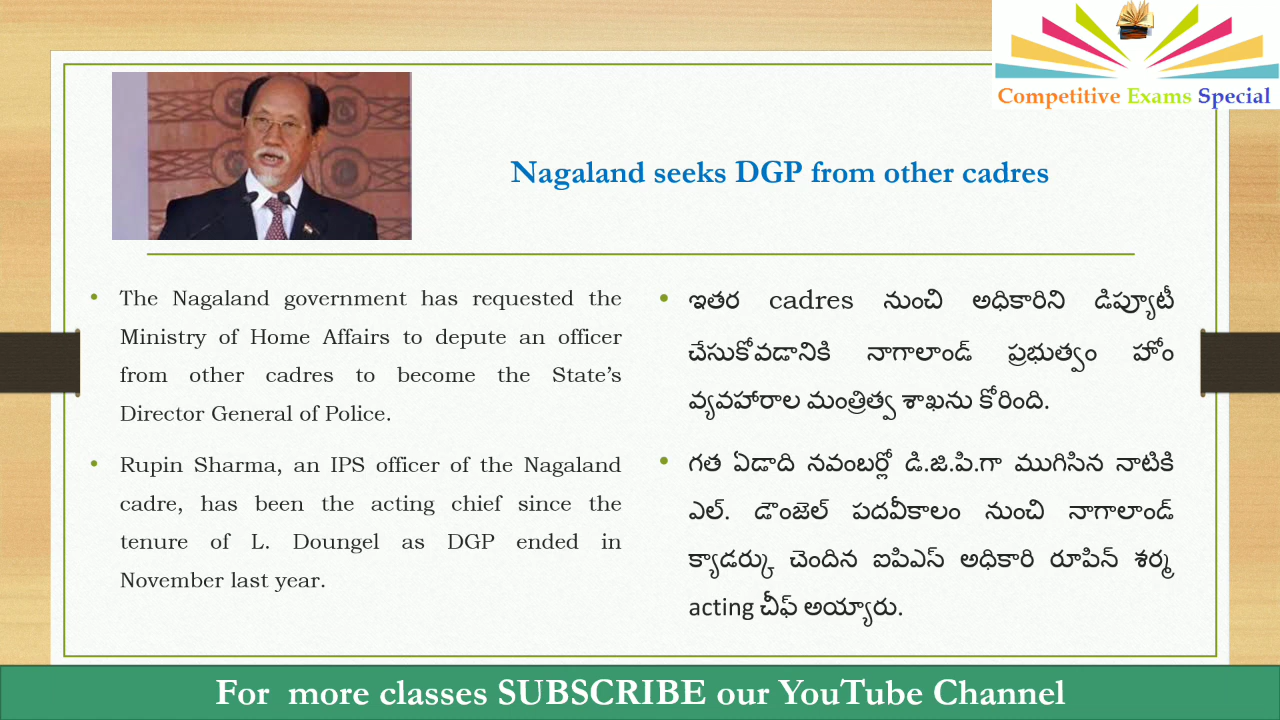 Competitive Exams Special
Nagaland seeks DGP from other cadres
• The Nagaland government has requested the
Ministry of Home Affairs to depute an officer
from other cadres to become the State’s
Director General of Police.
• Rupin Sharma, an IPS officer of the Nagaland
cadre, has been the acting chief since the
tenure of L. Doungel as DGP ended in
November last year.
• ఇతర cadres నుంచి అధికారిని డిప్యూటీ
చేసుకోవడానికి నాగాలాండ్ ప్రభుత్వం హోం
వ్యవహారాల మంత్రిత్వ శాఖను కోరింది.
• గత ఏడాది నవంబర్లో డి.జి.పి.గా ముగిసిన నాటికి
ఎల్. డౌంజెల్ పదవీకాలం నుంచి నాగాలాండ్
క్యాడర్కు చెందిన ఐపిఎస్ అధికారి రూపిన్ శర్మ
acting చీఫ్ అయ్యారు.
For more classes SUBSCRIBE our YouTube Channel